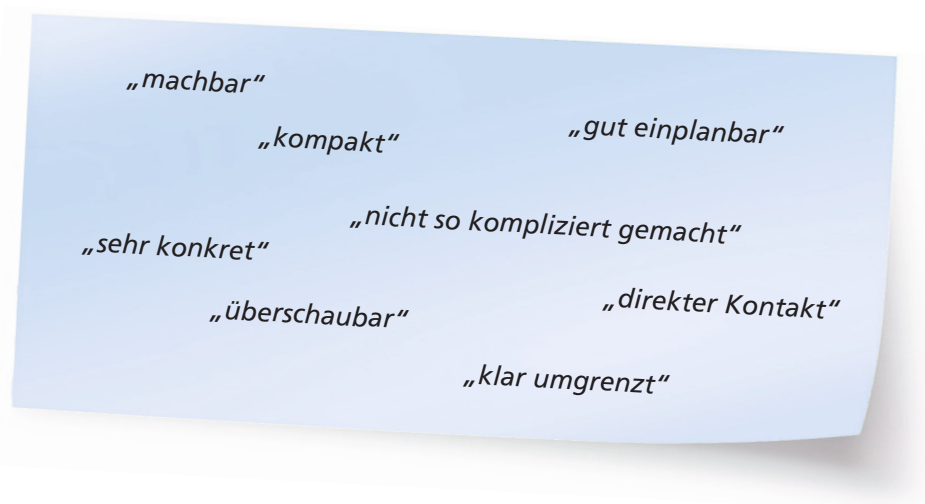 „machbar“
„kompakt“
„gut einplanbar“
„nicht so kompliziert gemacht“
„sehr konkret“
„direkter Kontakt“
„überschaubar“
„klar umgrenzt“